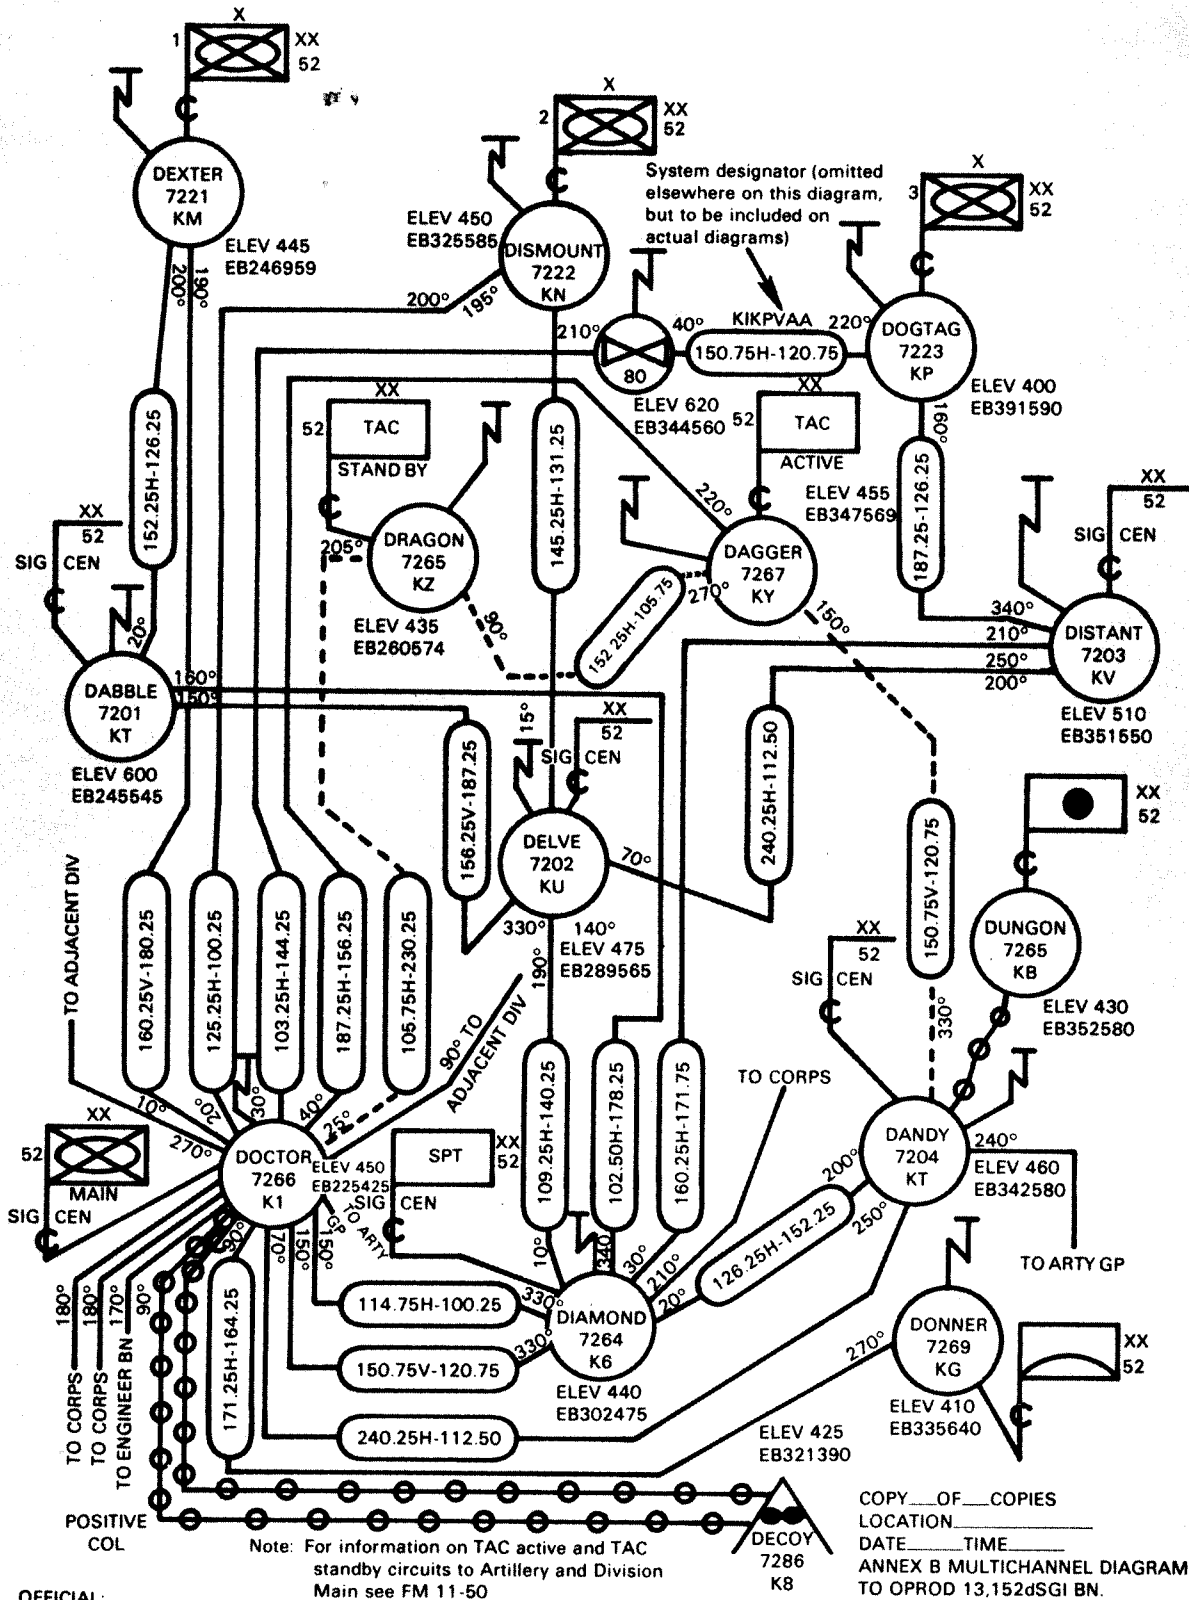 X
1
XX
52
DEXTER
7221
KM
ELEV 445
EB246959
200°
190°
X
2
XX
52
ELEV 450
EB325585
DISMOUNT
7222
KN
200°
195°
System designator (omitted
elsewhere on this diagram,
but to be included on
actual diagrams)
X
3
XX
52
KIKPVAA
210°
40°
220°
150.75H-120.75
80
DOGTAG
7223
KP
ELEV 620
EB344560
ELEV 400
EB391590
160°
XX
52
TAC
STAND BY
XX
52
TAC
ACTIVE
152.25H-126.25
145.25H-131.25
187.25-126.25
ELEV 455
EB347569
220°
XX
52
SIG CEN
XX
52
SIG CEN
205°
DRAGON
7265
KZ
DAGGER
7267
KY
270°
152 25H-105.75
90°
150°
ELEV 435
EB260574
340°
210°
250°
200°
DISTANT
7203
KV
ELEV 510
EB351550
20°
DABBLE
7201
KT
160°
150°
ELEV 600
EB245545
15°
XX
52
SIG CEN
156.25V-187.25
240.25H-112.50
150.75V-120.75
DELVE
7202
KU
70°
330°
140°
190°
ELEV 475
EB289565
XX
52
DUNGON
7265
KB
ELEV 430
EB352580
XX
52
SIG CEN
330°
TO ADJACENT DIV
160.25V-180.25
125.25H-100.25
103.25H-144.25
187.25H-156.25
105.75H-230.25
90° TO
ADJACENT DIV
109.25H-140.25
102.50H-178.25
160.25H-171.75
TO CORPS
10°
20°
30°
40°
25°
270°
XX
52
MAIN
SIG CEN
DOCTOR
7266
K1
ELEV 450
EB225425
TO ARTY
GP
SPT
XX
52
SIG CEN
DANDY
7204
KT
240°
ELEV 460
EB342580
200°
250°
126.25H-152.25
TO ARTY GP
10°
340
30°
210°
20°
90°
70°
150°
150°
180°
180°
170°
90°
TO CORPS
TO CORPS
TO ENGINEER BN
171.25H-164.25
114.75H-100.25
330°
150.75V-120.75
330°
240.25H-112.50
DIAMOND
7264
K6
ELEV 440
EB302475
270°
DONNER
7269
KG
XX
52
ELEV 410
EB335640
ELEV 425
EB321390
POSITIVE
COL
DECOY
7286
K8
Note: For information on TAC active and TAC
standby circuits to Artillery and Division
Main see FM 11-50
COPY___OF___COPIES
LOCATION____________
DATE_____TIME_____
ANNEX B MULTICHANNEL DIAGRAM
TO OPROD 13,152dSGI BN.
OFFICIAL: